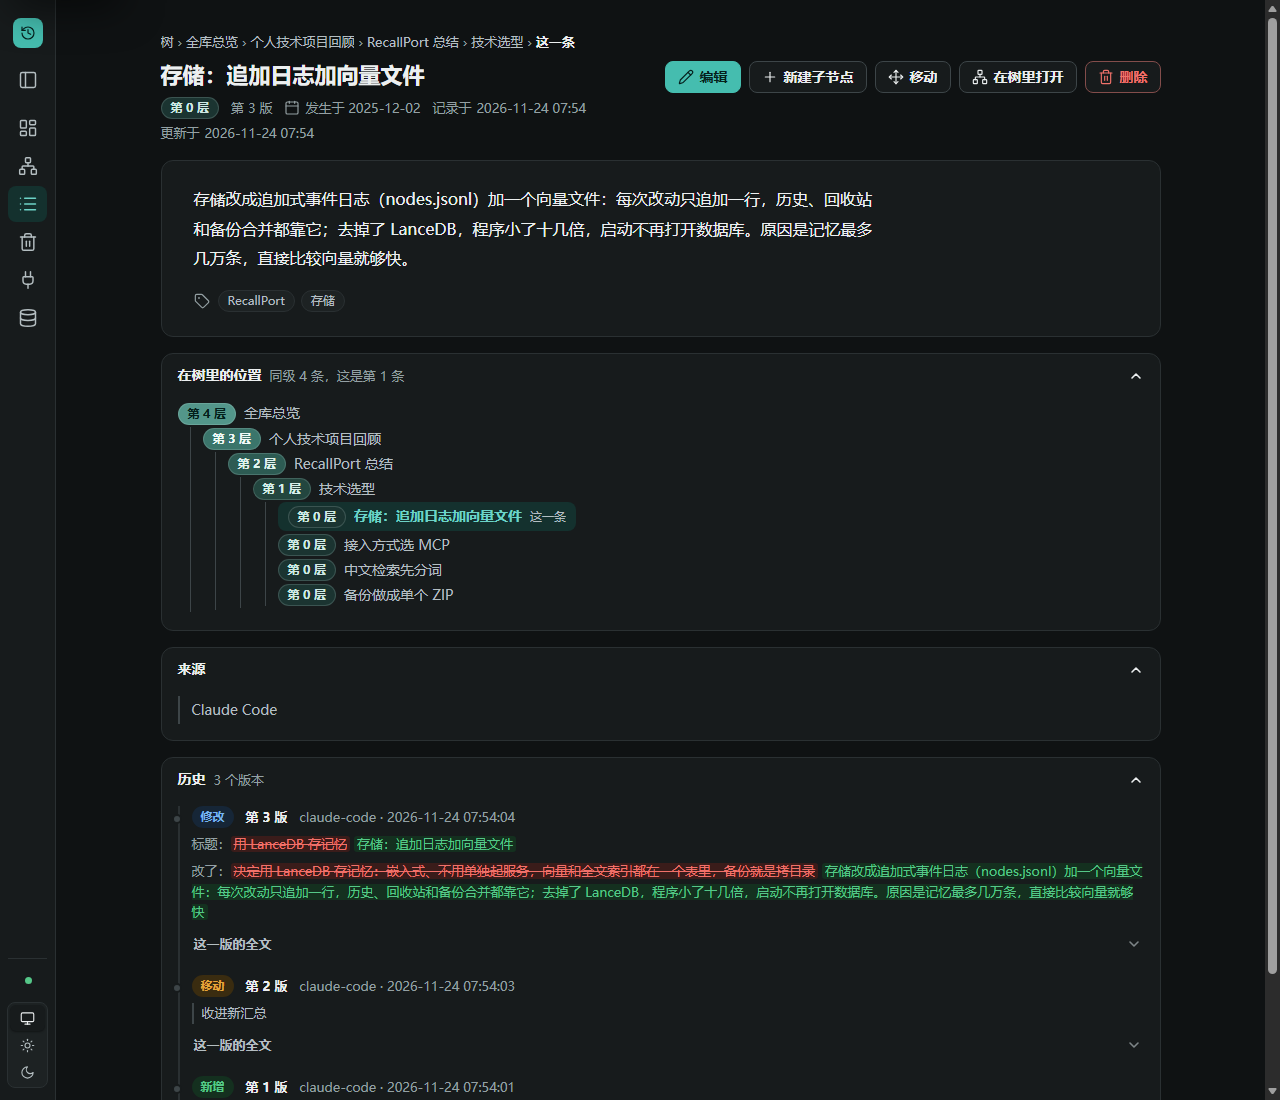 树 › 全库总览 › 个人技术项目回顾 › RecallPort 总结 › 技术选型 › 这一条
存储：追加日志加向量文件
编辑
新建子节点
移动
在树里打开
删除
第 0 层 第 3 版 发生于 2025-12-02 记录于 2026-11-24 07:54
更新于 2026-11-24 07:54
存储改成追加式事件日志（nodes.jsonl）加一个向量文件：每次改动只追加一行，历史、回收站
和备份合并都靠它；去掉了 LanceDB，程序小了十几倍，启动不再打开数据库。原因是记忆最多
几万条，直接比较向量就够快。
RecallPort 存储
在树里的位置 同级 4 条，这是第 1 条
第 4 层 全库总览
第 3 层 个人技术项目回顾
第 2 层 RecallPort 总结
第 1 层 技术选型
第 0 层 存储：追加日志加向量文件 这一条
第 0 层 接入方式选 MCP
第 0 层 中文检索先分词
第 0 层 备份做成单个 ZIP
来源
Claude Code
历史 3 个版本
修改 第 3 版 claude-code · 2026-11-24 07:54:04
标题：用 LanceDB 存记忆 存储：追加日志加向量文件
改了：决定用 LanceDB 存记忆：嵌入式、不用单独起服务，向量和全文索引都在一个表里，备份就是拷目录 存储改成追加式事件日志（nodes.jsonl）加一个向量文
件：每次改动只追加一行，历史、回收站和备份合并都靠它；去掉了 LanceDB，程序小了十几倍，启动不再打开数据库。原因是记忆最多几万条，直接比较向量就够
快
这一版的全文
移动 第 2 版 claude-code · 2026-11-24 07:54:03
收进新汇总
这一版的全文
新增 第 1 版 claude-code · 2026-11-24 07:54:01